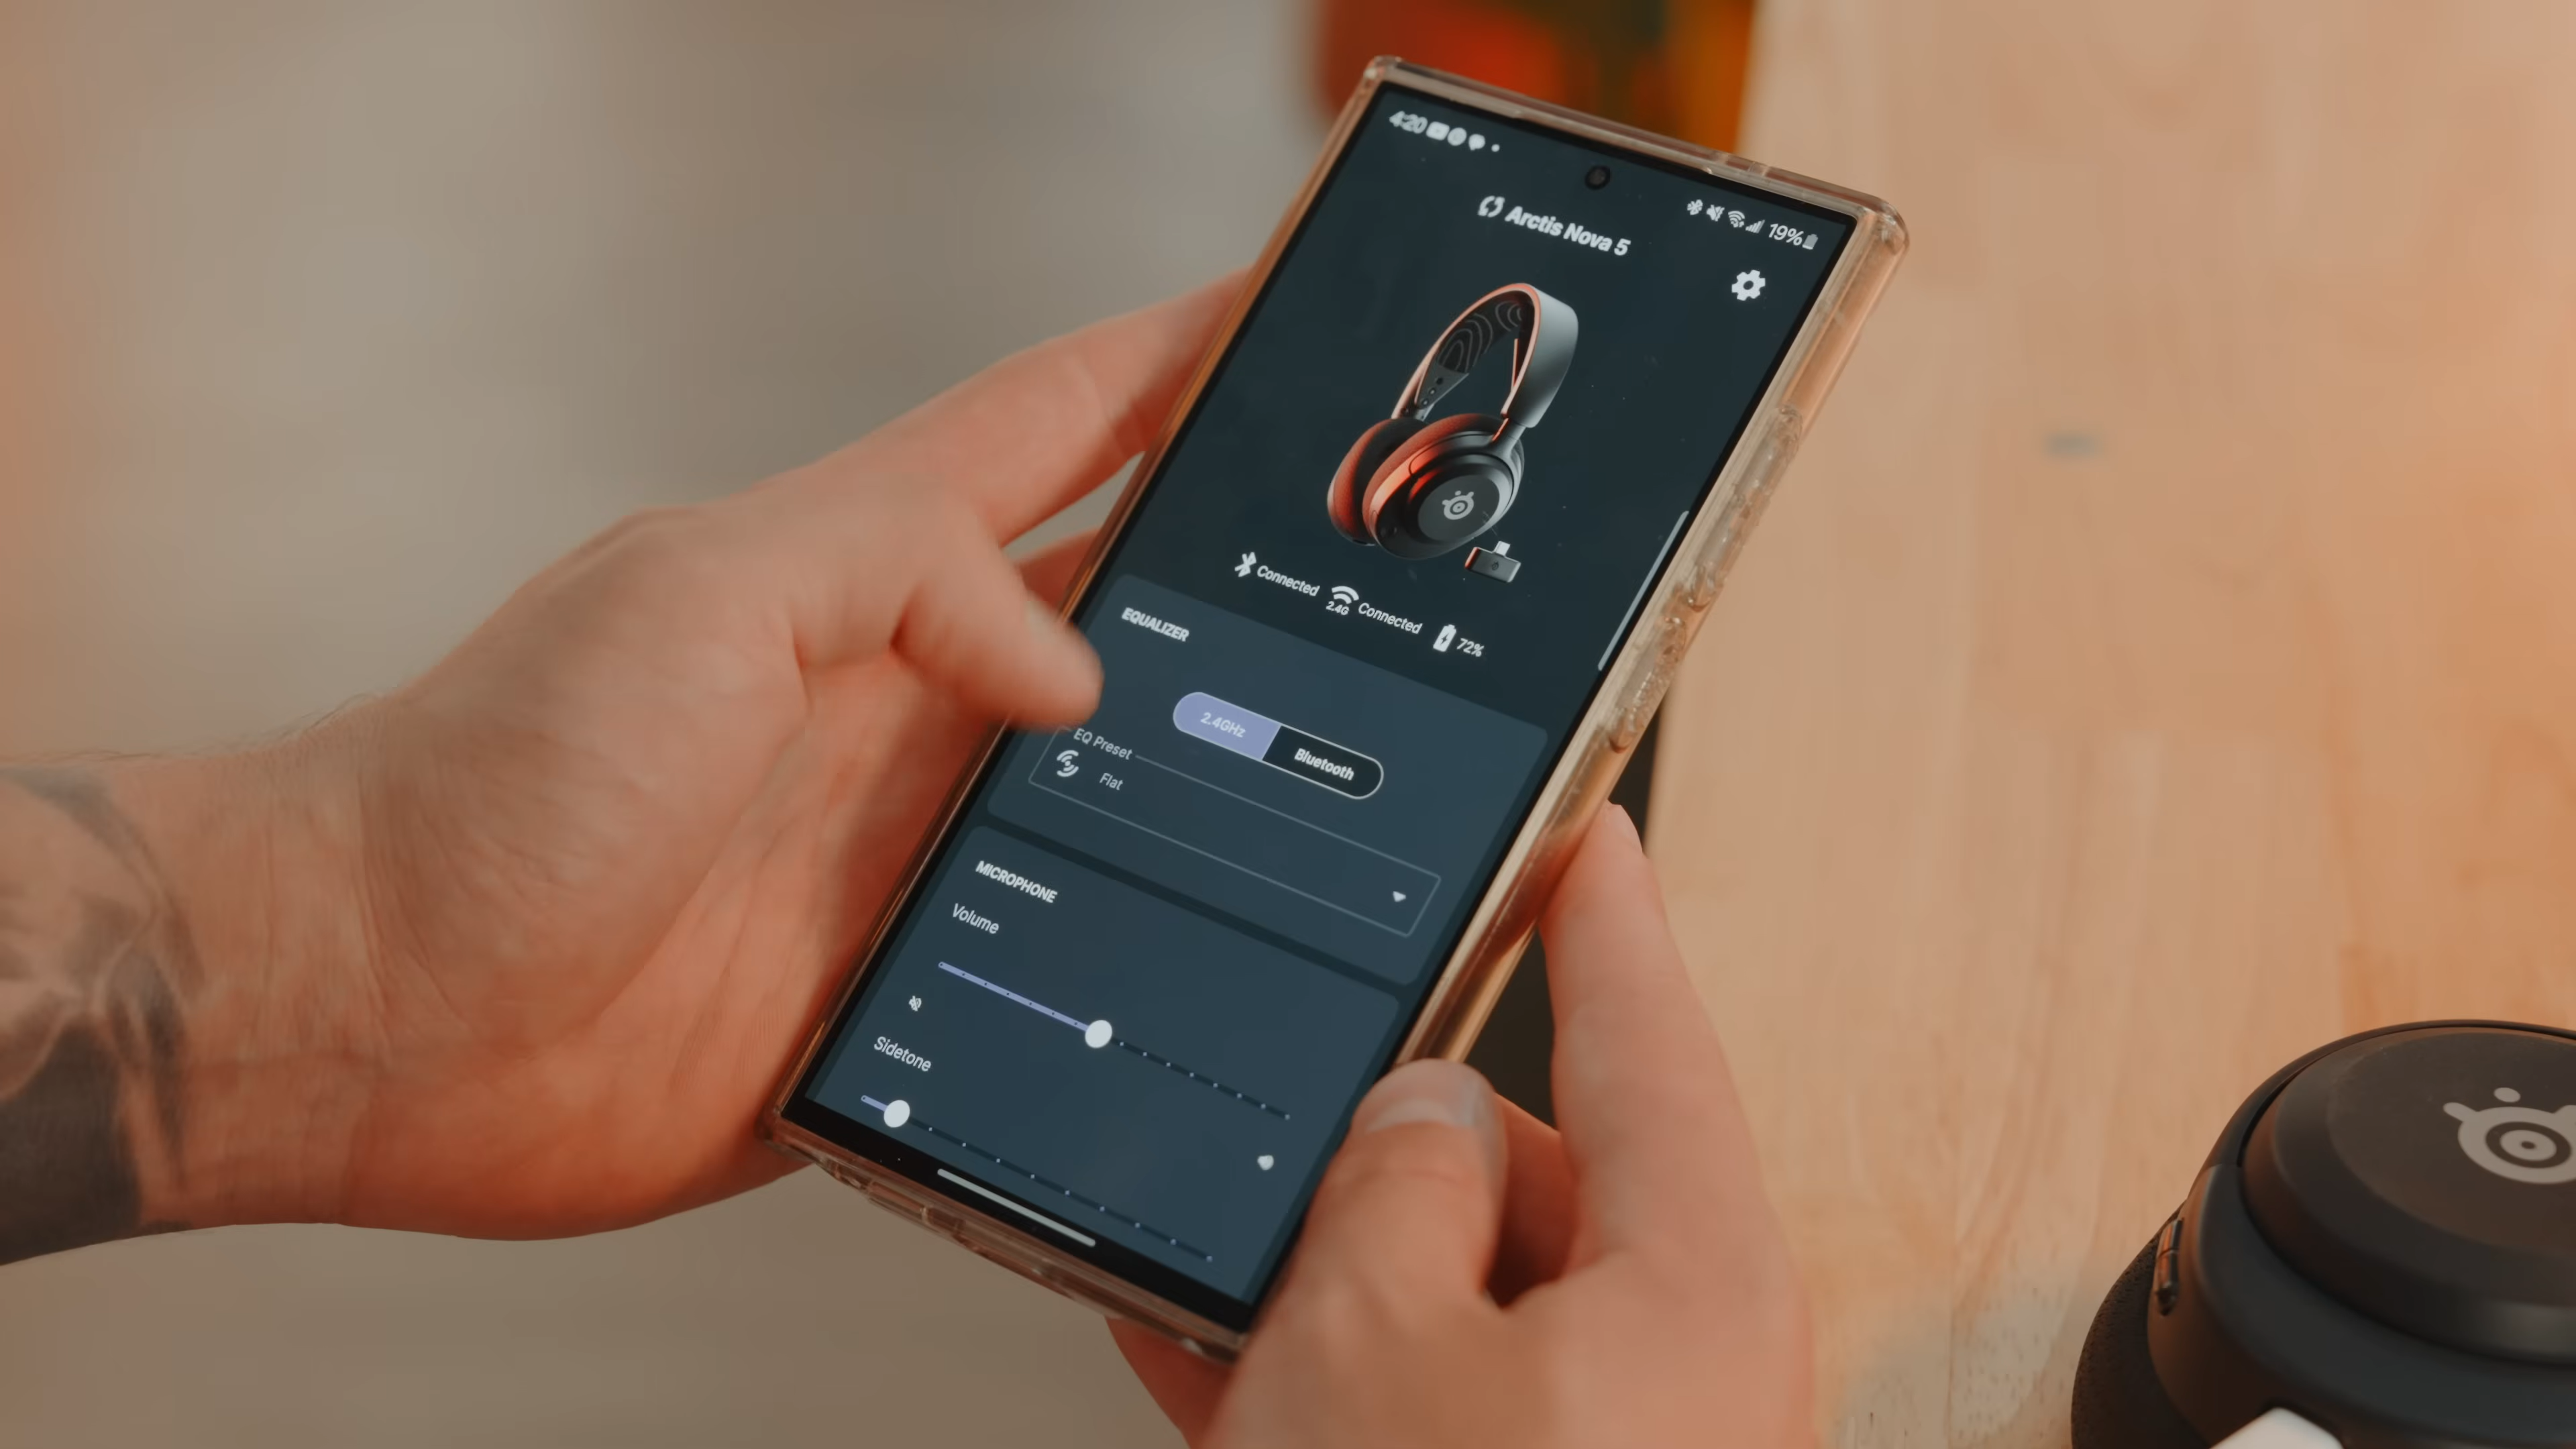 4:20
19%
Arctis Nova 5
Connected 2.4G Connected 72%
EQUALIZER
2.4GHz Bluetooth
EQ Preset
Flat
MICROPHONE
Volume
Sidetone